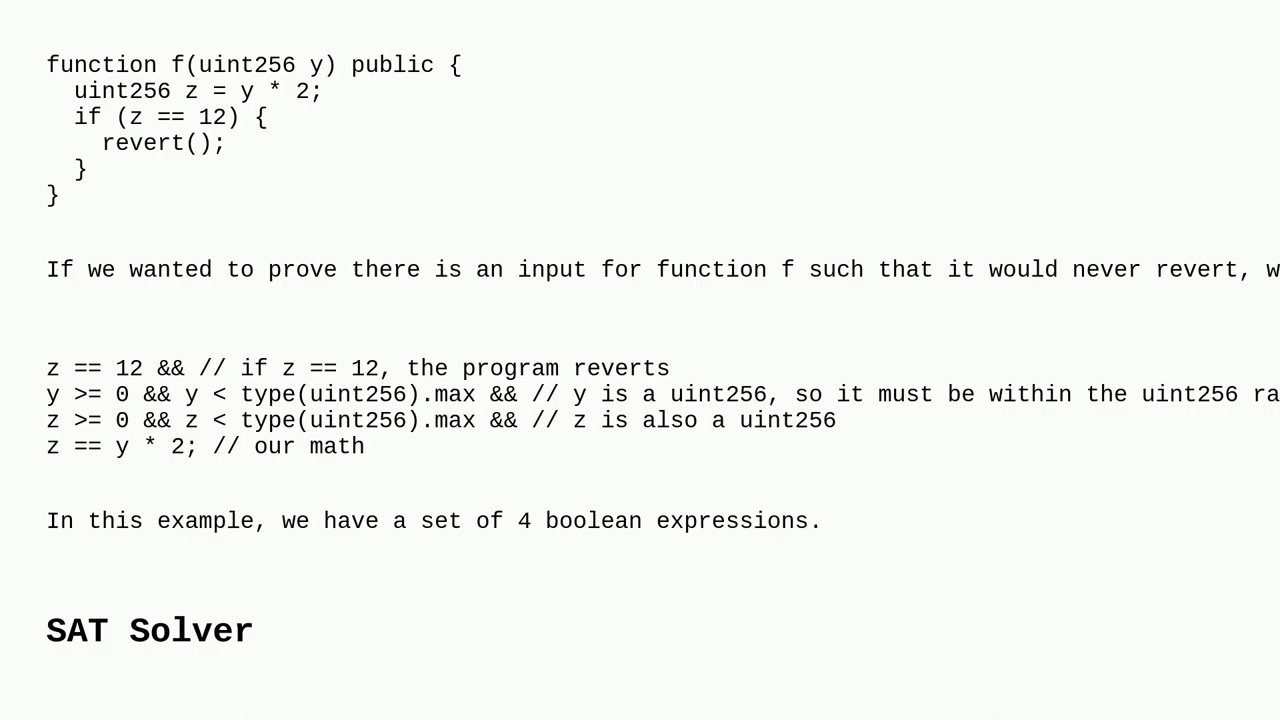 function f(uint256 y) public {
  uint256 z = y * 2;
  if (z == 12) {
    revert();
  }
}
If we wanted to prove there is an input for function f such that it would never revert,
z == 12 && // if z == 12, the program reverts
y >= 0 && y < type(uint256).max && // y is a uint256, so it must be within the uint256
z >= 0 && z < type(uint256).max && // z is also a uint256
z == y * 2; // our math
In this example, we have a set of 4 boolean expressions.
SAT Solver